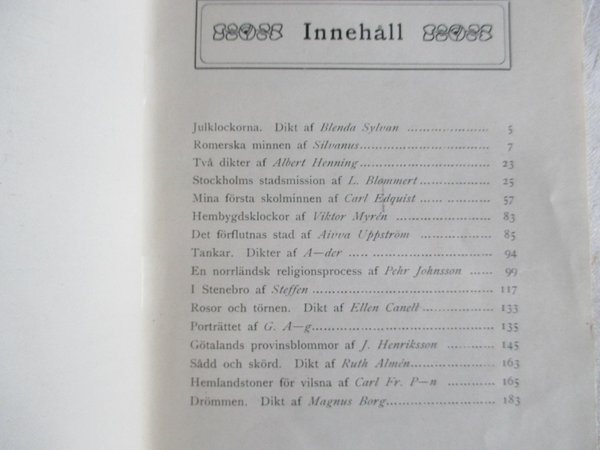 Innehåll
Julklockorna. Dikt af Blenda Sylvan .................... 5
Romerska minnen af Silvanus............................. 7
Två dikter af Albert Henning............................ 23
Stockholms stadsmission af L. Blommert................. 25
Mina första skolminnen af Carl Edquist................. 57
Hembygdsklockor af Viktor Myrén ....................... 83
Det förflutnas stad af Aivva Uppström ................. 85
Tankar. Dikter af A—der ..... ......................... 94
En norrländsk religionsprocess af Pehr Johnsson ...... 99
I Stenebro af Steffen .................................. 117
Rosor och törnen. Dikt af Ellen Canell................. 133
Porträttet af G. A—g.................................... 135
Götalands provinsblommor af J. Henriksson ............. 145
Sådd och skörd. Dikt af Ruth Almén..................... 163
Hemlandstoner för vilsna af Carl Fr. P—n .............. 165
Drömmen. Dikt af Magnus Borg........................... 183